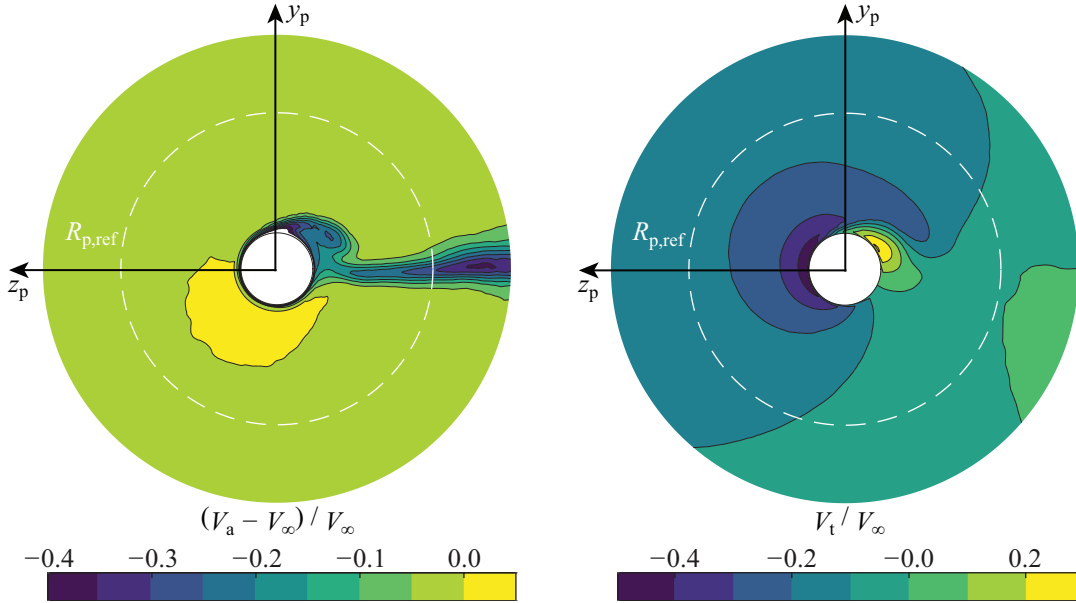 y_p y_p
R_p,ref R_p,ref
z_p z_p
(V_a − V_∞) / V_∞ V_t / V_∞
−0.4 −0.3 −0.2 −0.1 0.0 −0.4 −0.2 −0.0 0.2